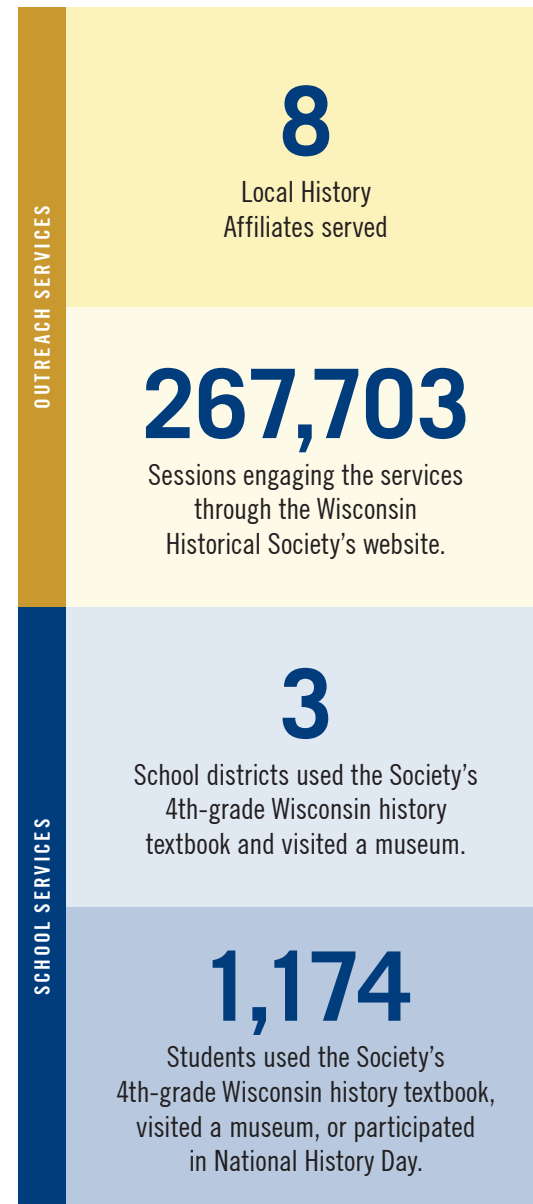 OUTREACH SERVICES
8
Local History
Affiliates served
267,703
Sessions engaging the services
through the Wisconsin
Historical Society’s website.
SCHOOL SERVICES
3
School districts used the Society’s
4th-grade Wisconsin history
textbook and visited a museum.
1,174
Students used the Society’s
4th-grade Wisconsin history textbook,
visited a museum, or participated
in National History Day.